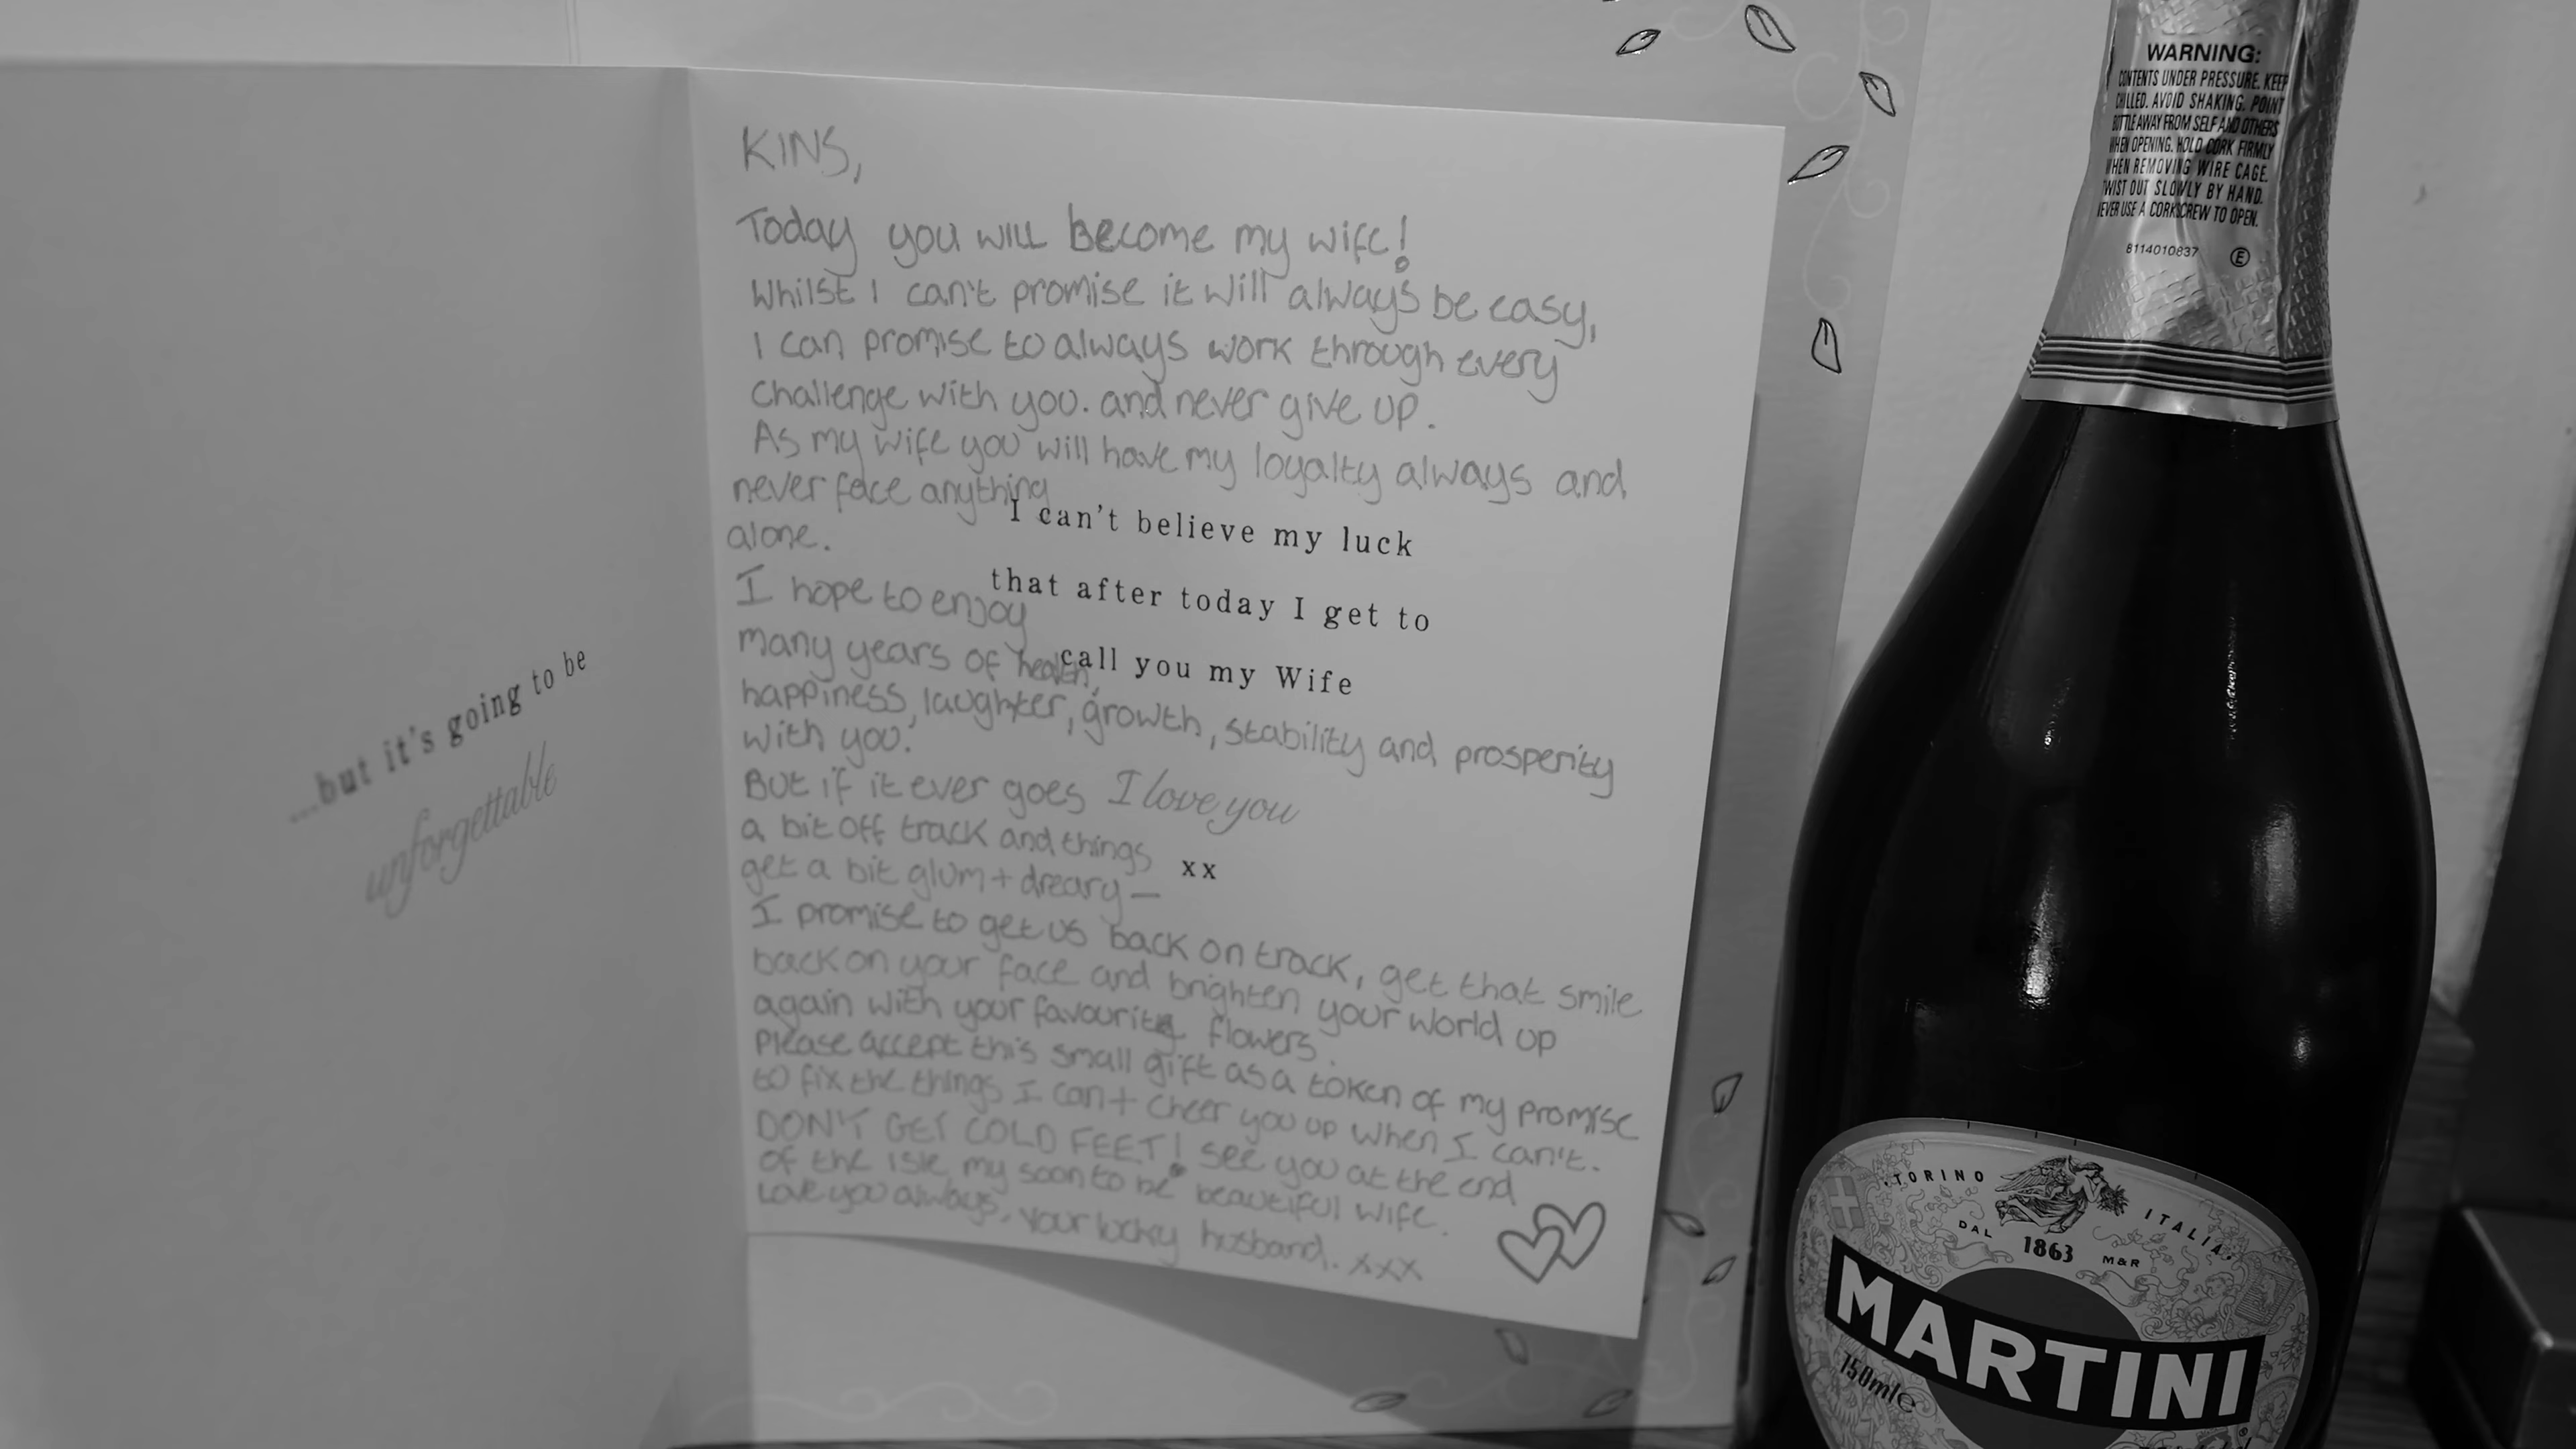 ...but it's going to be
unforgettable
KINS,
Today you will become my wife!
Whilst I can't promise it will always be easy,
I can promise to always work through every
challenge with you. and never give up.
As my wife you will have my loyalty always and
never face anything
alone.
I can't believe my luck
that after today I get to
call you my Wife
I hope to enjoy
many years of health,
happiness, laughter, growth, stability and prosperity
with you.
But if it ever goes
I love you
a bit off track and things
xx
get a bit glum + dreary —
I promise to get us back on track, get that smile
back on your face and brighten your world up
again with your favourite flowers.
Please accept this small gift as a token of my promise
to fix the things I can + cheer you up when I can't.
DON'T GET COLD FEET! see you at the end
of the isle my soon to be beautiful wife.
Love you always, your lucky husband. xxx
WARNING:
CONTENTS UNDER PRESSURE. KEEP
CHILLED. AVOID SHAKING. POINT
BOTTLE AWAY FROM SELF AND OTHERS
WHEN OPENING. HOLD CORK FIRMLY
WHEN REMOVING WIRE CAGE.
TWIST OUT SLOWLY BY HAND.
NEVER USE A CORKSCREW TO OPEN.
8114010837 E
TORINO ITALIA
DAL 1863 M&R
MARTINI
750ml e